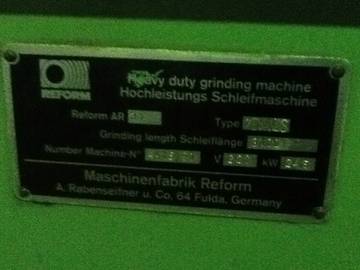 REFORM
Heavy duty grinding machine
Hochleistungs Schleifmaschine
Reform AR Type
Grinding length Schleiflänge
Number Machine-N° V kW
Maschinenfabrik Reform
A. Rabenseifner u. Co, 64 Fulda, Germany